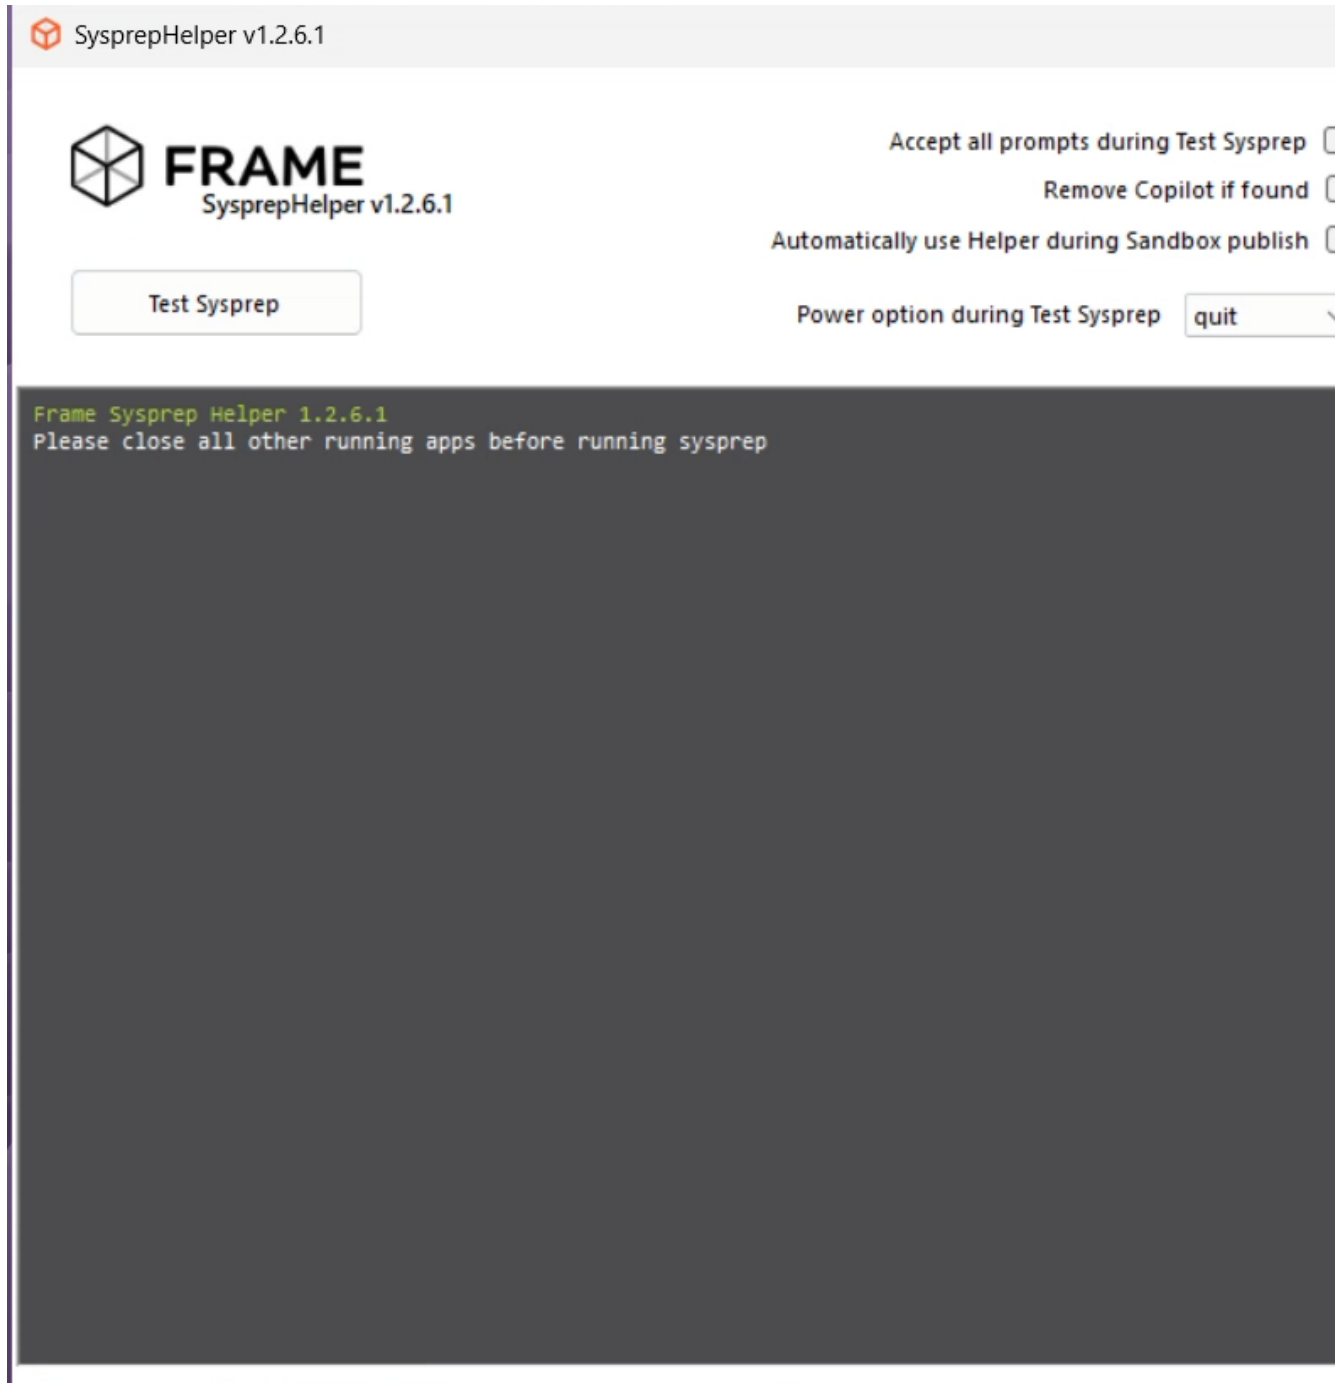 SysprepHelper v1.2.6.1
FRAME
SysprepHelper v1.2.6.1
Accept all prompts during Test Sysprep
Remove Copilot if found
Automatically use Helper during Sandbox publish
Test Sysprep
Power option during Test Sysprep
quit
Frame Sysprep Helper 1.2.6.1
Please close all other running apps before running sysprep